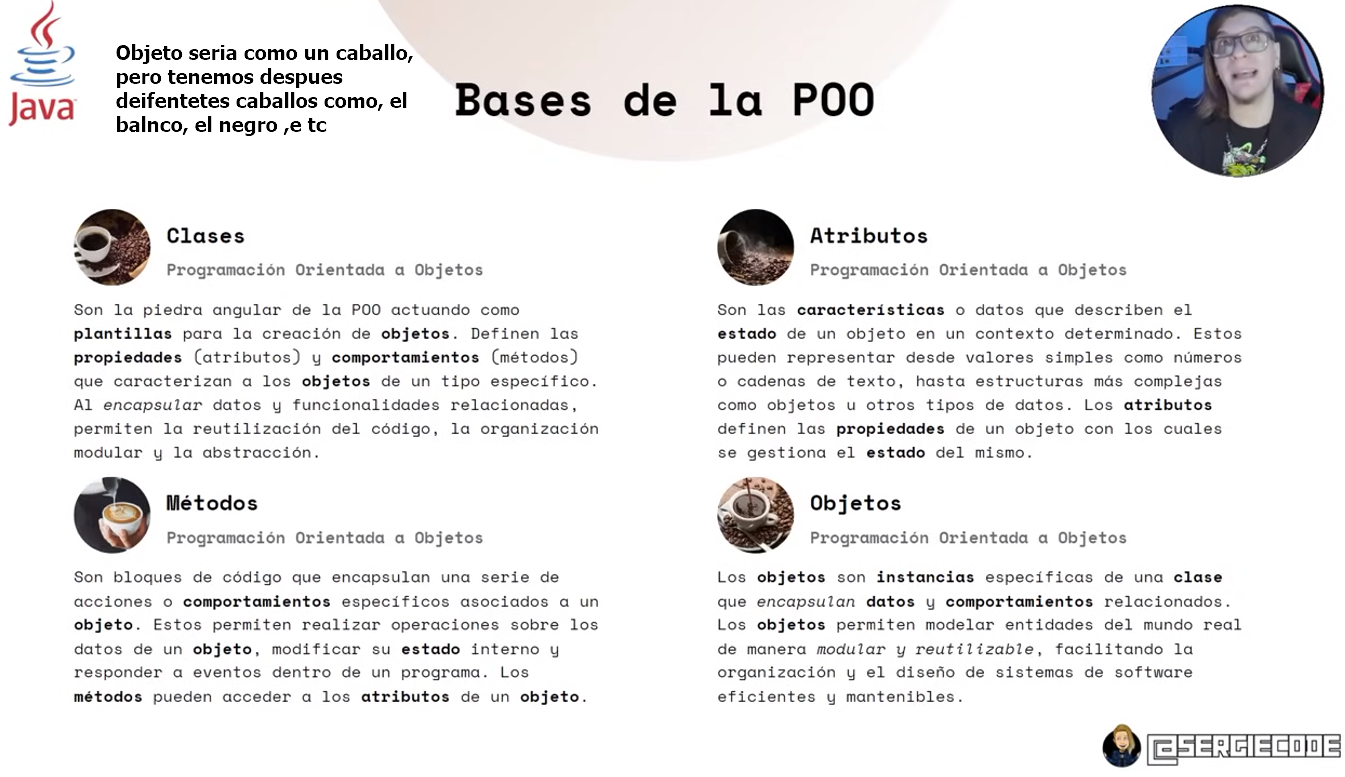 Java
Objeto seria como un caballo,
pero tenemos despues
deifentetes caballos como, el
balnco, el negro ,e tc
Bases de la POO
Clases
Programación Orientada a Objetos
Son la piedra angular de la POO actuando como
plantillas para la creación de objetos. Definen las
propiedades (atributos) y comportamientos (métodos)
que caracterizan a los objetos de un tipo específico.
Al encapsular datos y funcionalidades relacionadas,
permiten la reutilización del código, la organización
modular y la abstracción.
Atributos
Programación Orientada a Objetos
Son las características o datos que describen el
estado de un objeto en un contexto determinado. Estos
pueden representar desde valores simples como números
o cadenas de texto, hasta estructuras más complejas
como objetos u otros tipos de datos. Los atributos
definen las propiedades de un objeto con los cuales
se gestiona el estado del mismo.
Métodos
Programación Orientada a Objetos
Son bloques de código que encapsulan una serie de
acciones o comportamientos específicos asociados a un
objeto. Estos permiten realizar operaciones sobre los
datos de un objeto, modificar su estado interno y
responder a eventos dentro de un programa. Los
métodos pueden acceder a los atributos de un objeto.
Objetos
Programación Orientada a Objetos
Los objetos son instancias específicas de una clase
que encapsulan datos y comportamientos relacionados.
Los objetos permiten modelar entidades del mundo real
de manera modular y reutilizable, facilitando la
organización y el diseño de sistemas de software
eficientes y mantenibles.
@SERGIECODE